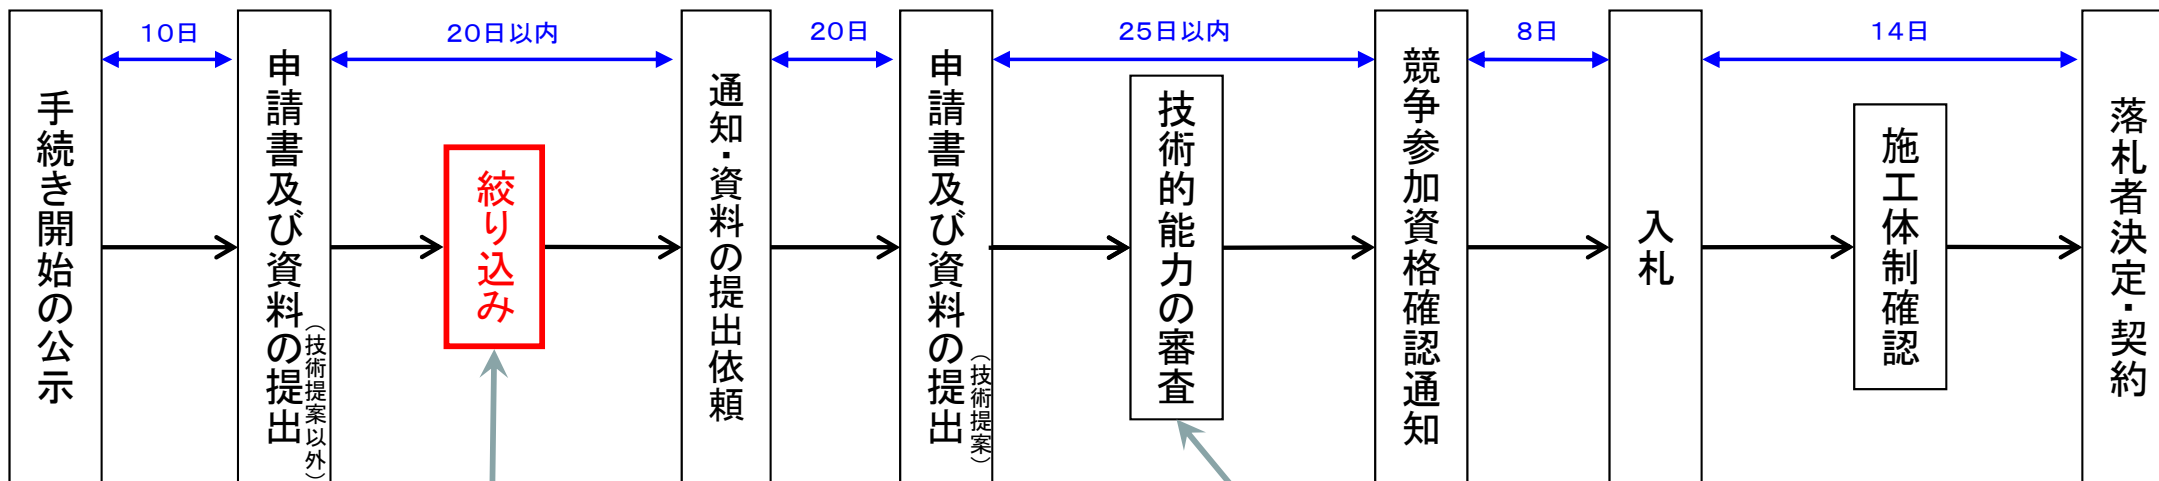 10日
20日以内
20日
25日以内
8日
14日
手続き開始の公示
申請書及び資料の提出
（技術提案以外）
絞り込み
通知・資料の提出依頼
申請書及び資料の提出
（技術提案）
技術的能力の審査
競争参加資格確認通知
入札
施工体制確認
落札者決定・契約